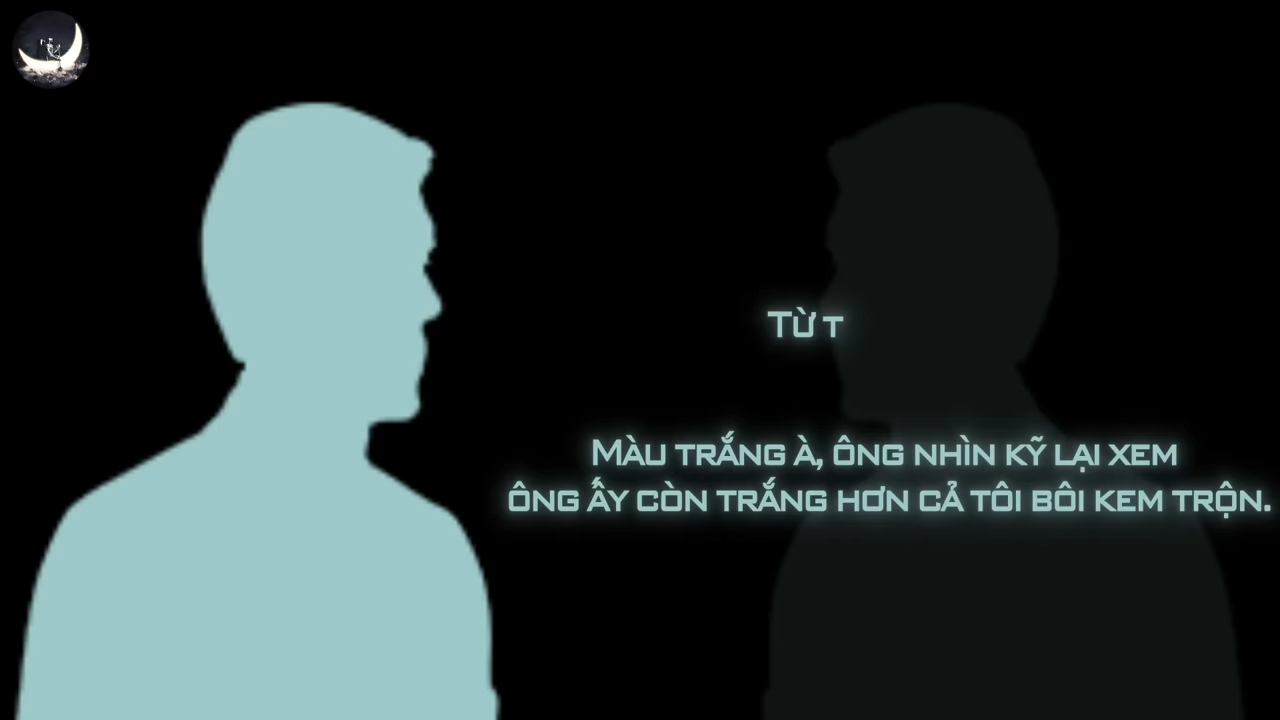 Từ t
Màu trắng à, ông nhìn kỹ lại xem
ông ấy còn trắng hơn cả tôi bôi kem trộn.